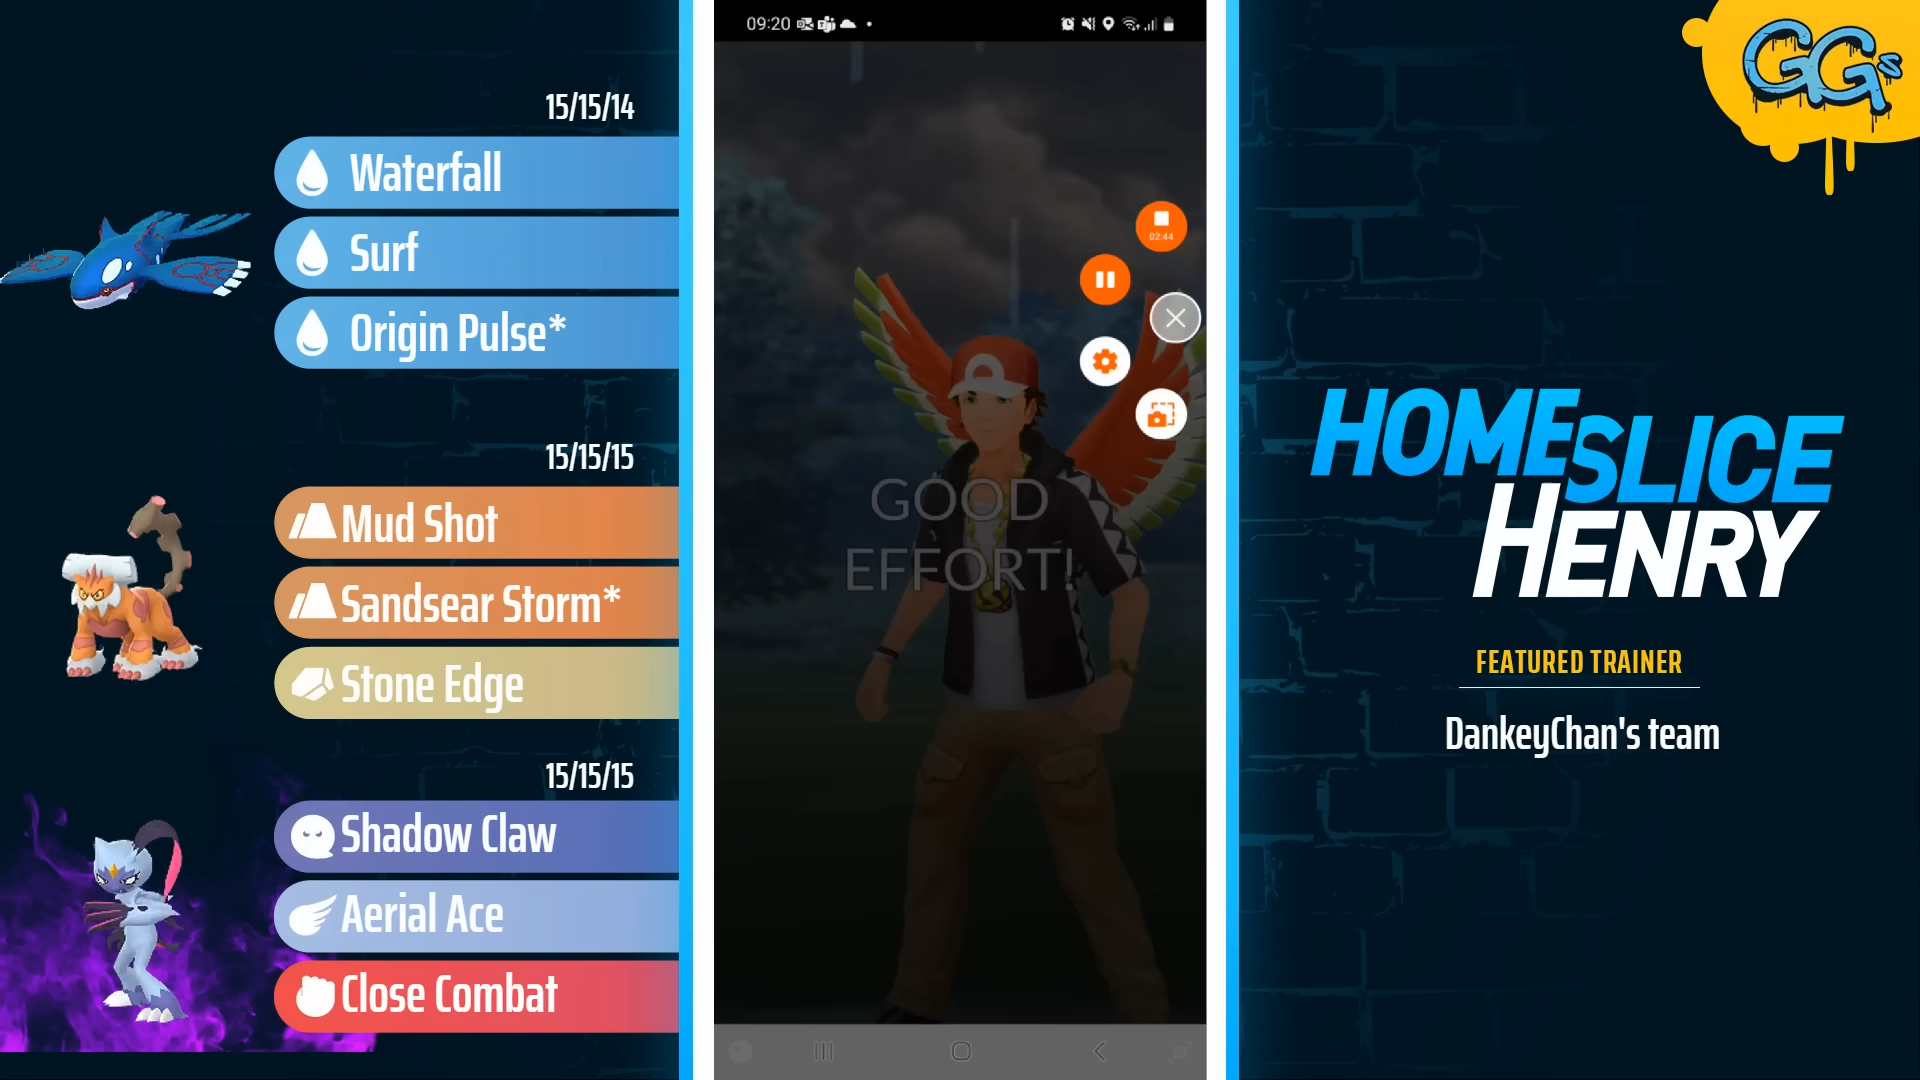 15/15/14
Waterfall
Surf
Origin Pulse*
15/15/15
Mud Shot
Sandsear Storm*
Stone Edge
15/15/15
Shadow Claw
Aerial Ace
Close Combat
09:20
02:44
GOOD
EFFORT!
GGs
HOMESLICE
HENRY
FEATURED TRAINER
DankeyChan's team